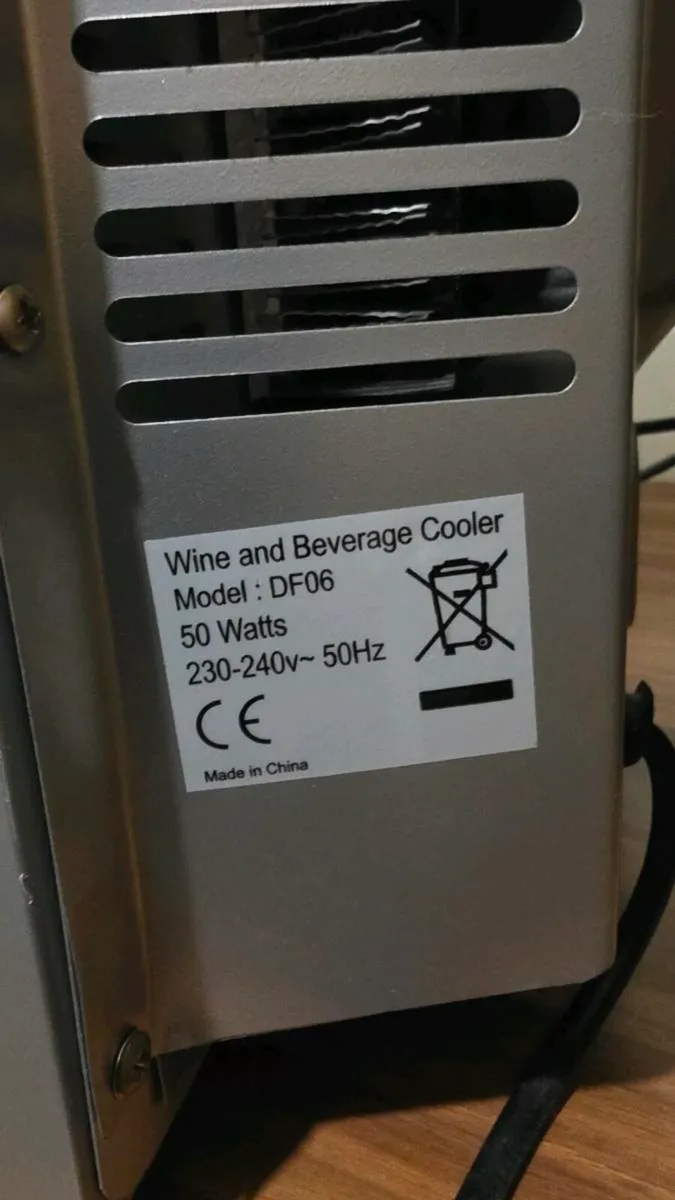 Wine and Beverage Cooler
Model : DF06
50 Watts
230-240v~ 50Hz
CE
Made in China